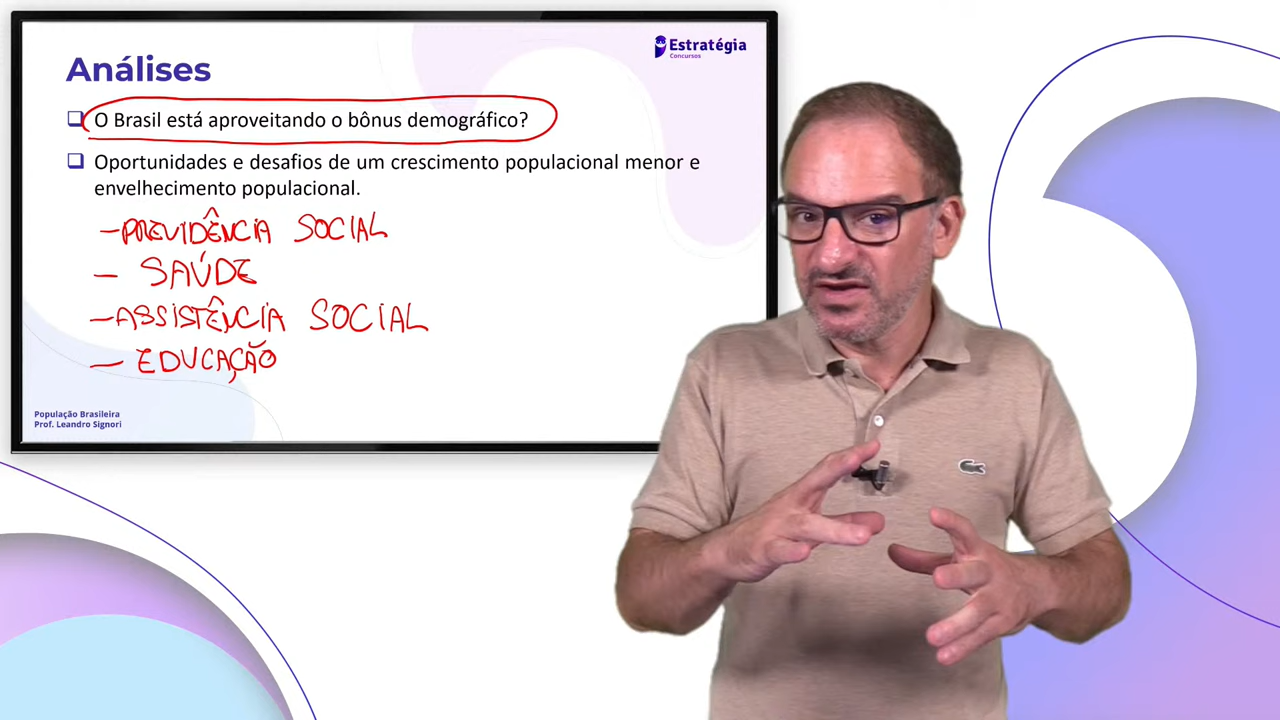 Análises
Estratégia
Concursos
O Brasil está aproveitando o bônus demográfico?
Oportunidades e desafios de um crescimento populacional menor e
envelhecimento populacional.
- PREVIDÊNCIA SOCIAL
- SAÚDE
- ASSISTÊNCIA SOCIAL
- EDUCAÇÃO
População Brasileira
Prof. Leandro Signori